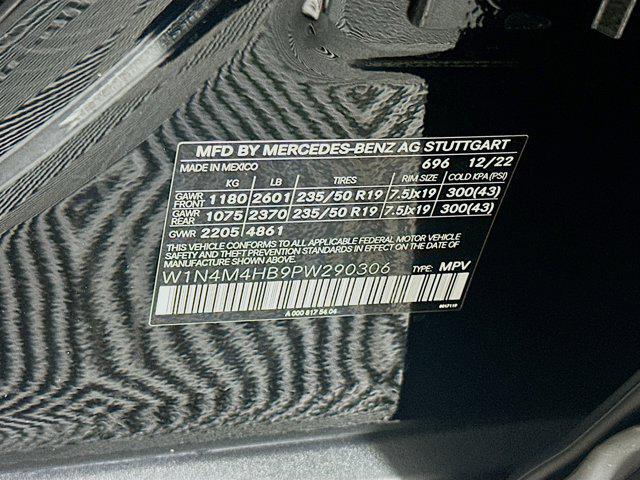 MFD BY MERCEDES-BENZ AG STUTTGART
MADE IN MEXICO 696 12/22
KG LB TIRES RIM SIZE COLD KPA(PSI)
GAWR FRONT 1180 2601 235/50 R19 7.5Jx19 300(43)
GAWR REAR 1075 2370 235/50 R19 7.5Jx19 300(43)
GVWR 2205 4861
THIS VEHICLE CONFORMS TO ALL APPLICABLE FEDERAL MOTOR VEHICLE
SAFETY AND THEFT PREVENTION STANDARDS IN EFFECT ON THE DATE OF
MANUFACTURE SHOWN ABOVE.
W1N4M4HB9PW290306 TYPE: MPV
A 000 817 54 04